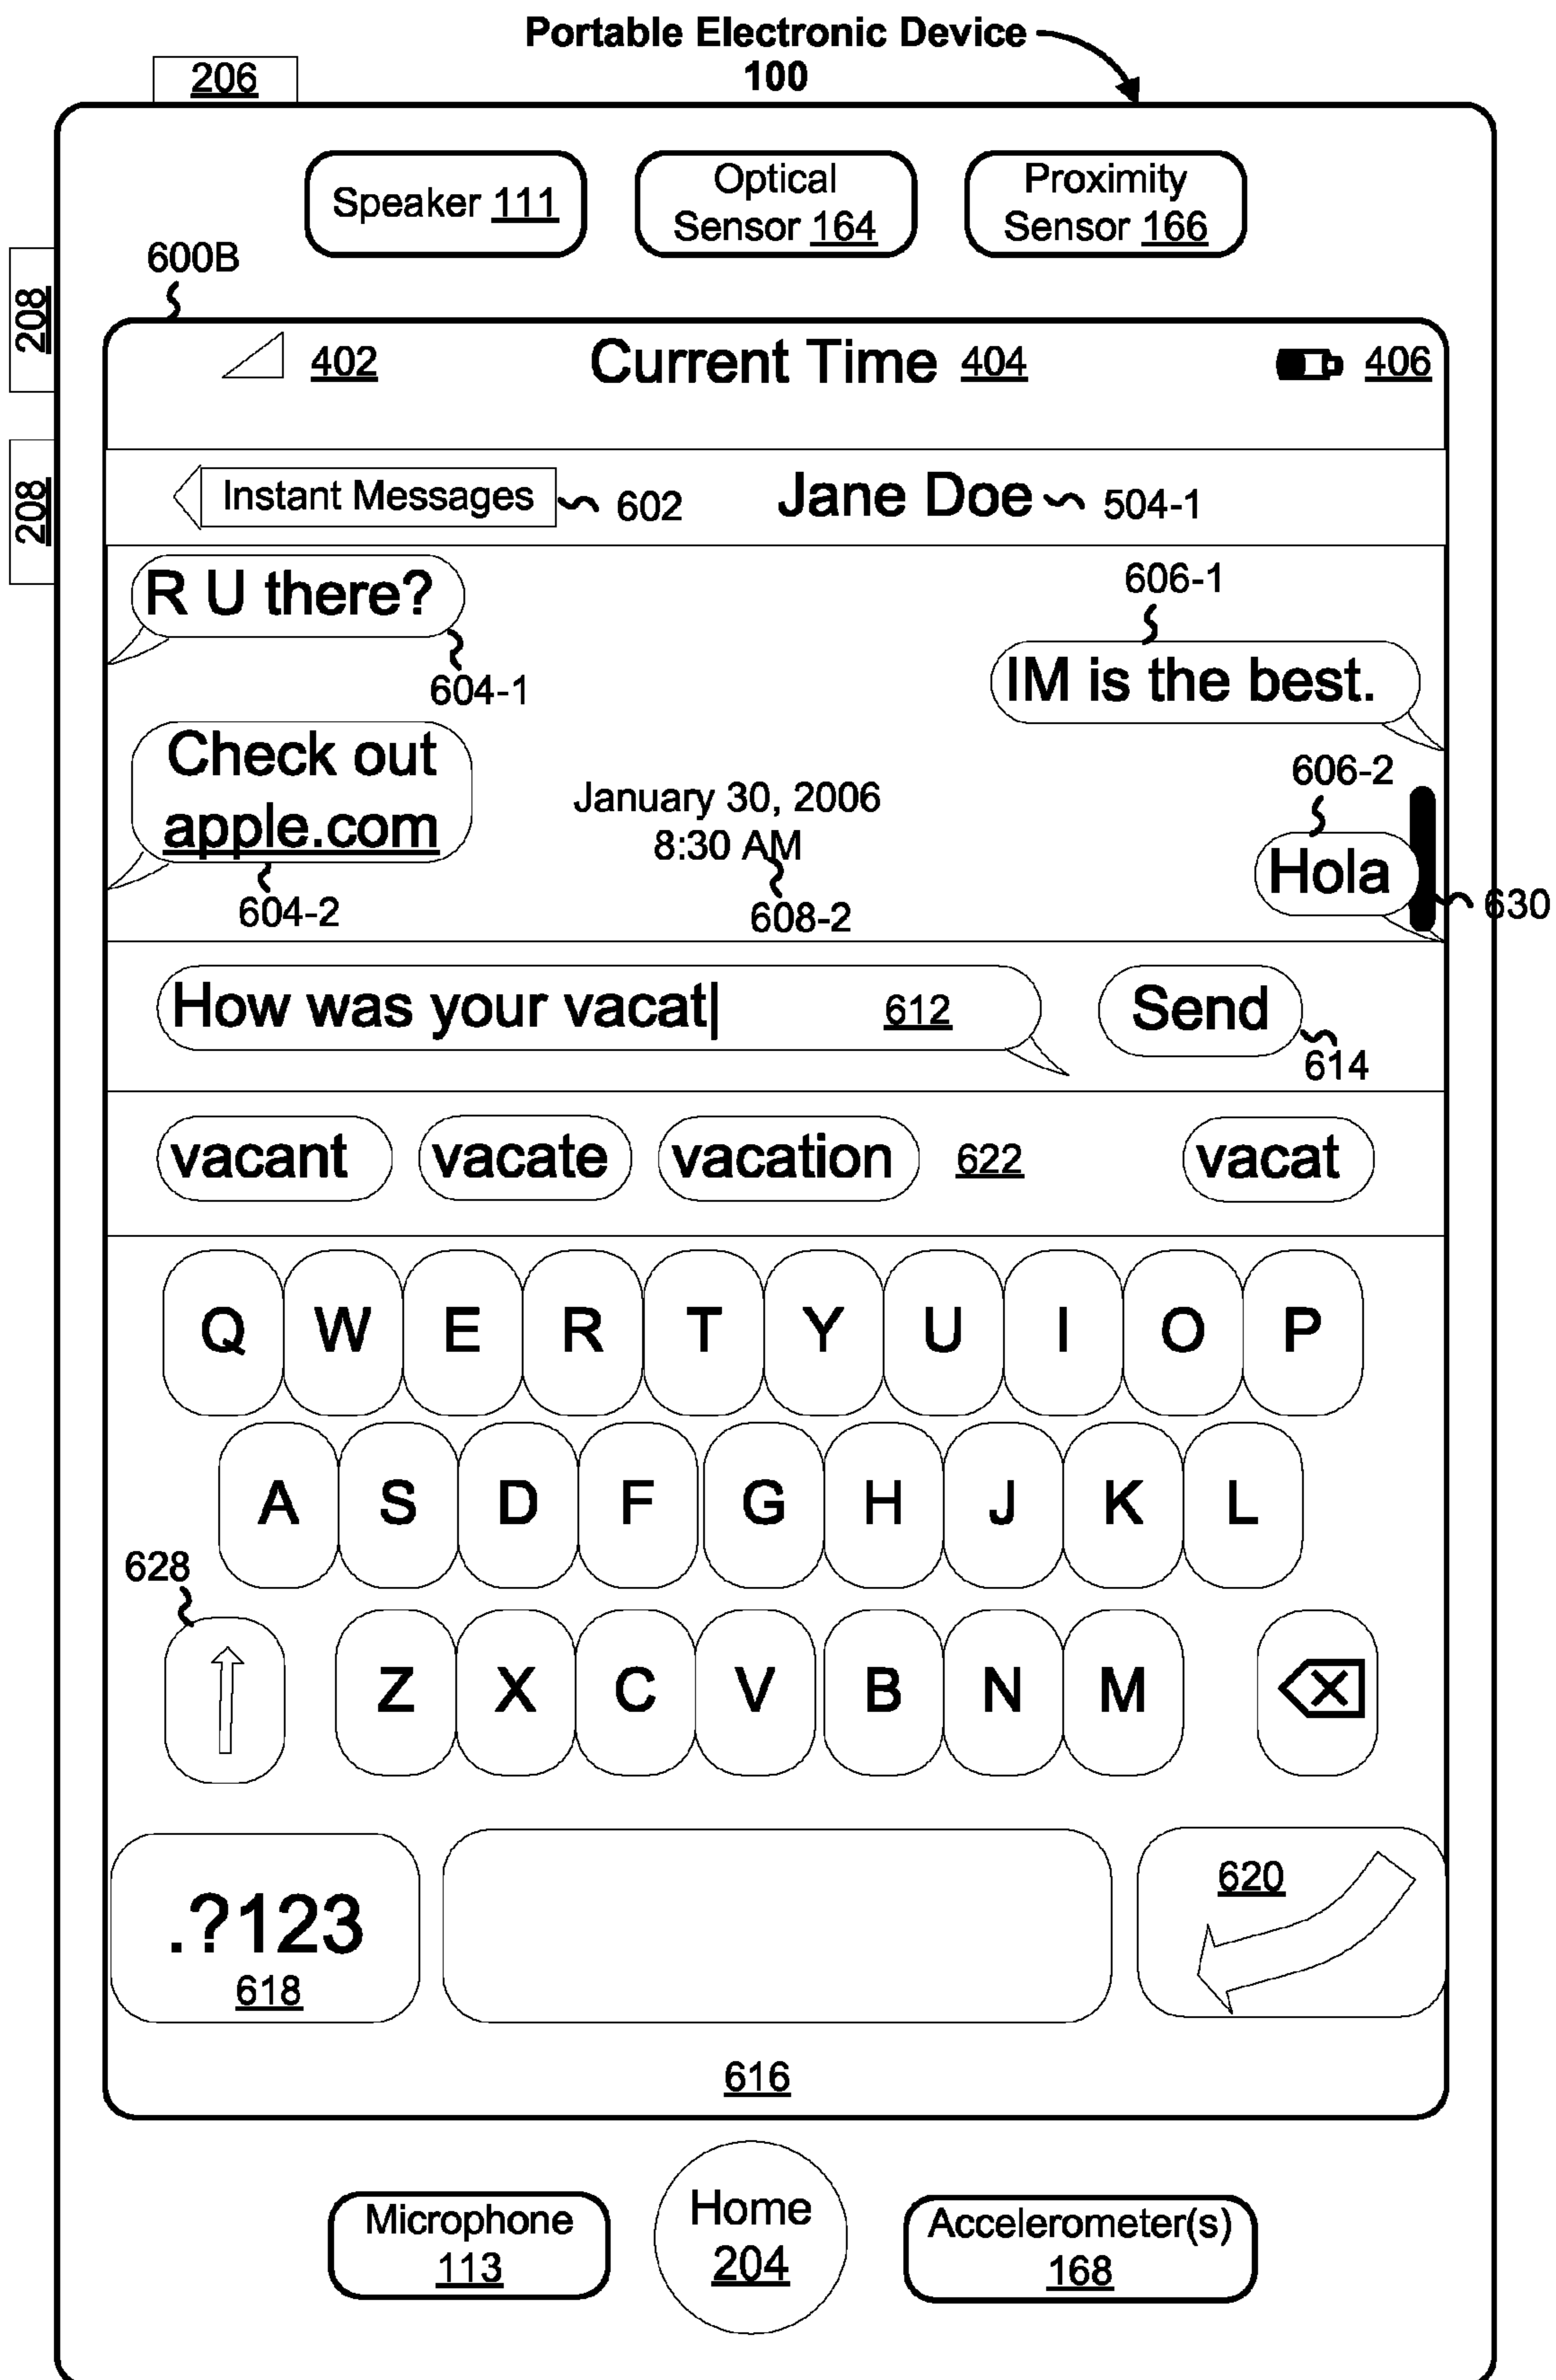 Portable Electronic Device
100
206
Speaker 111
Optical
Sensor 164
Proximity
Sensor 166
600B
208
208
402
Current Time 404
406
Instant Messages
602
Jane Doe
504-1
R U there?
604-1
606-1
IM is the best.
Check out
apple.com
604-2
January 30, 2006
8:30 AM
608-2
606-2
Hola
630
How was your vacat
612
Send
614
vacant
vacate
vacation
622
vacat
Q W E R T Y U I O P
A S D F G H J K L
628
Z X C V B N M
.?123
618
620
616
Microphone
113
Home
204
Accelerometer(s)
168